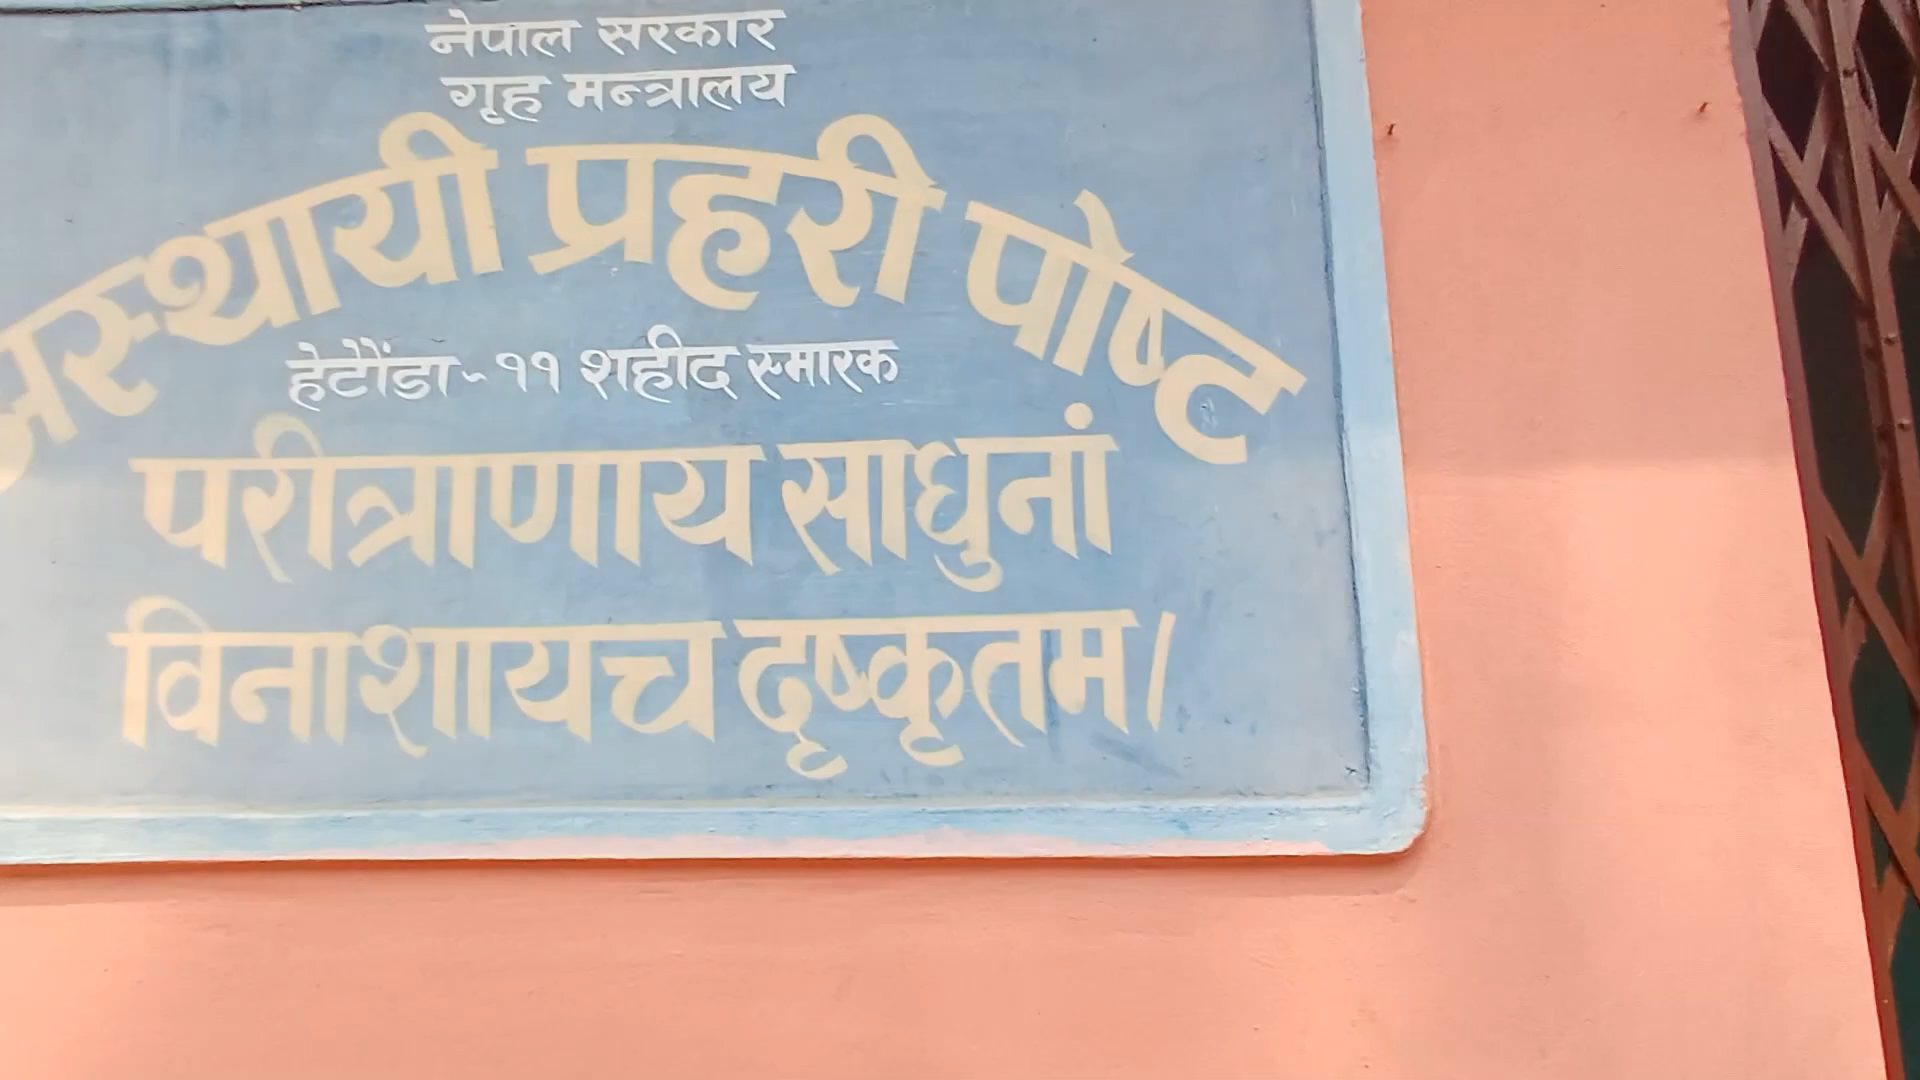 नेपाल सरकार
गृह मन्त्रालय
अस्थायी प्रहरी पोष्ट
हेटौंडा-११ शहीद स्मारक
परीत्राणाय साधुनां
विनाशायच दृष्कृतम।